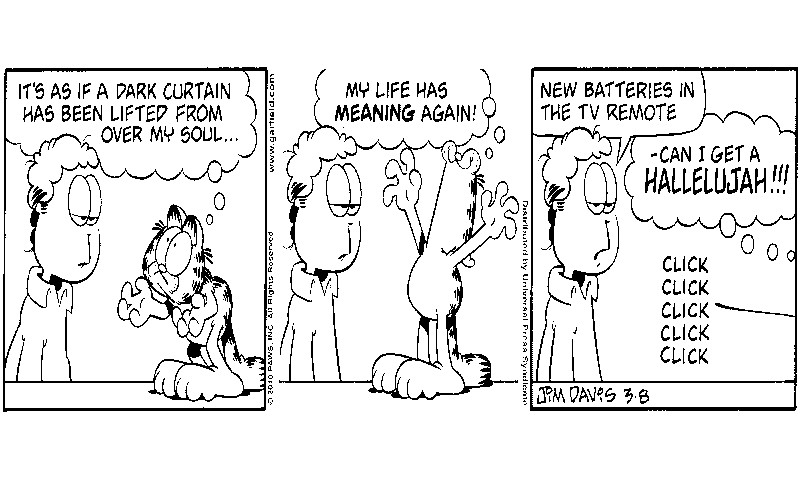 IT'S AS IF A DARK CURTAIN
HAS BEEN LIFTED FROM
OVER MY SOUL...
www.garfield.com
© 2010 PAWS, INC. All Rights Reserved
MY LIFE HAS
MEANING AGAIN!
Distributed by Universal Press Syndicate
NEW BATTERIES IN
THE TV REMOTE
-CAN I GET A
HALLELUJAH!!!
CLICK
CLICK
CLICK
CLICK
CLICK
JIM DAVIS 3·8